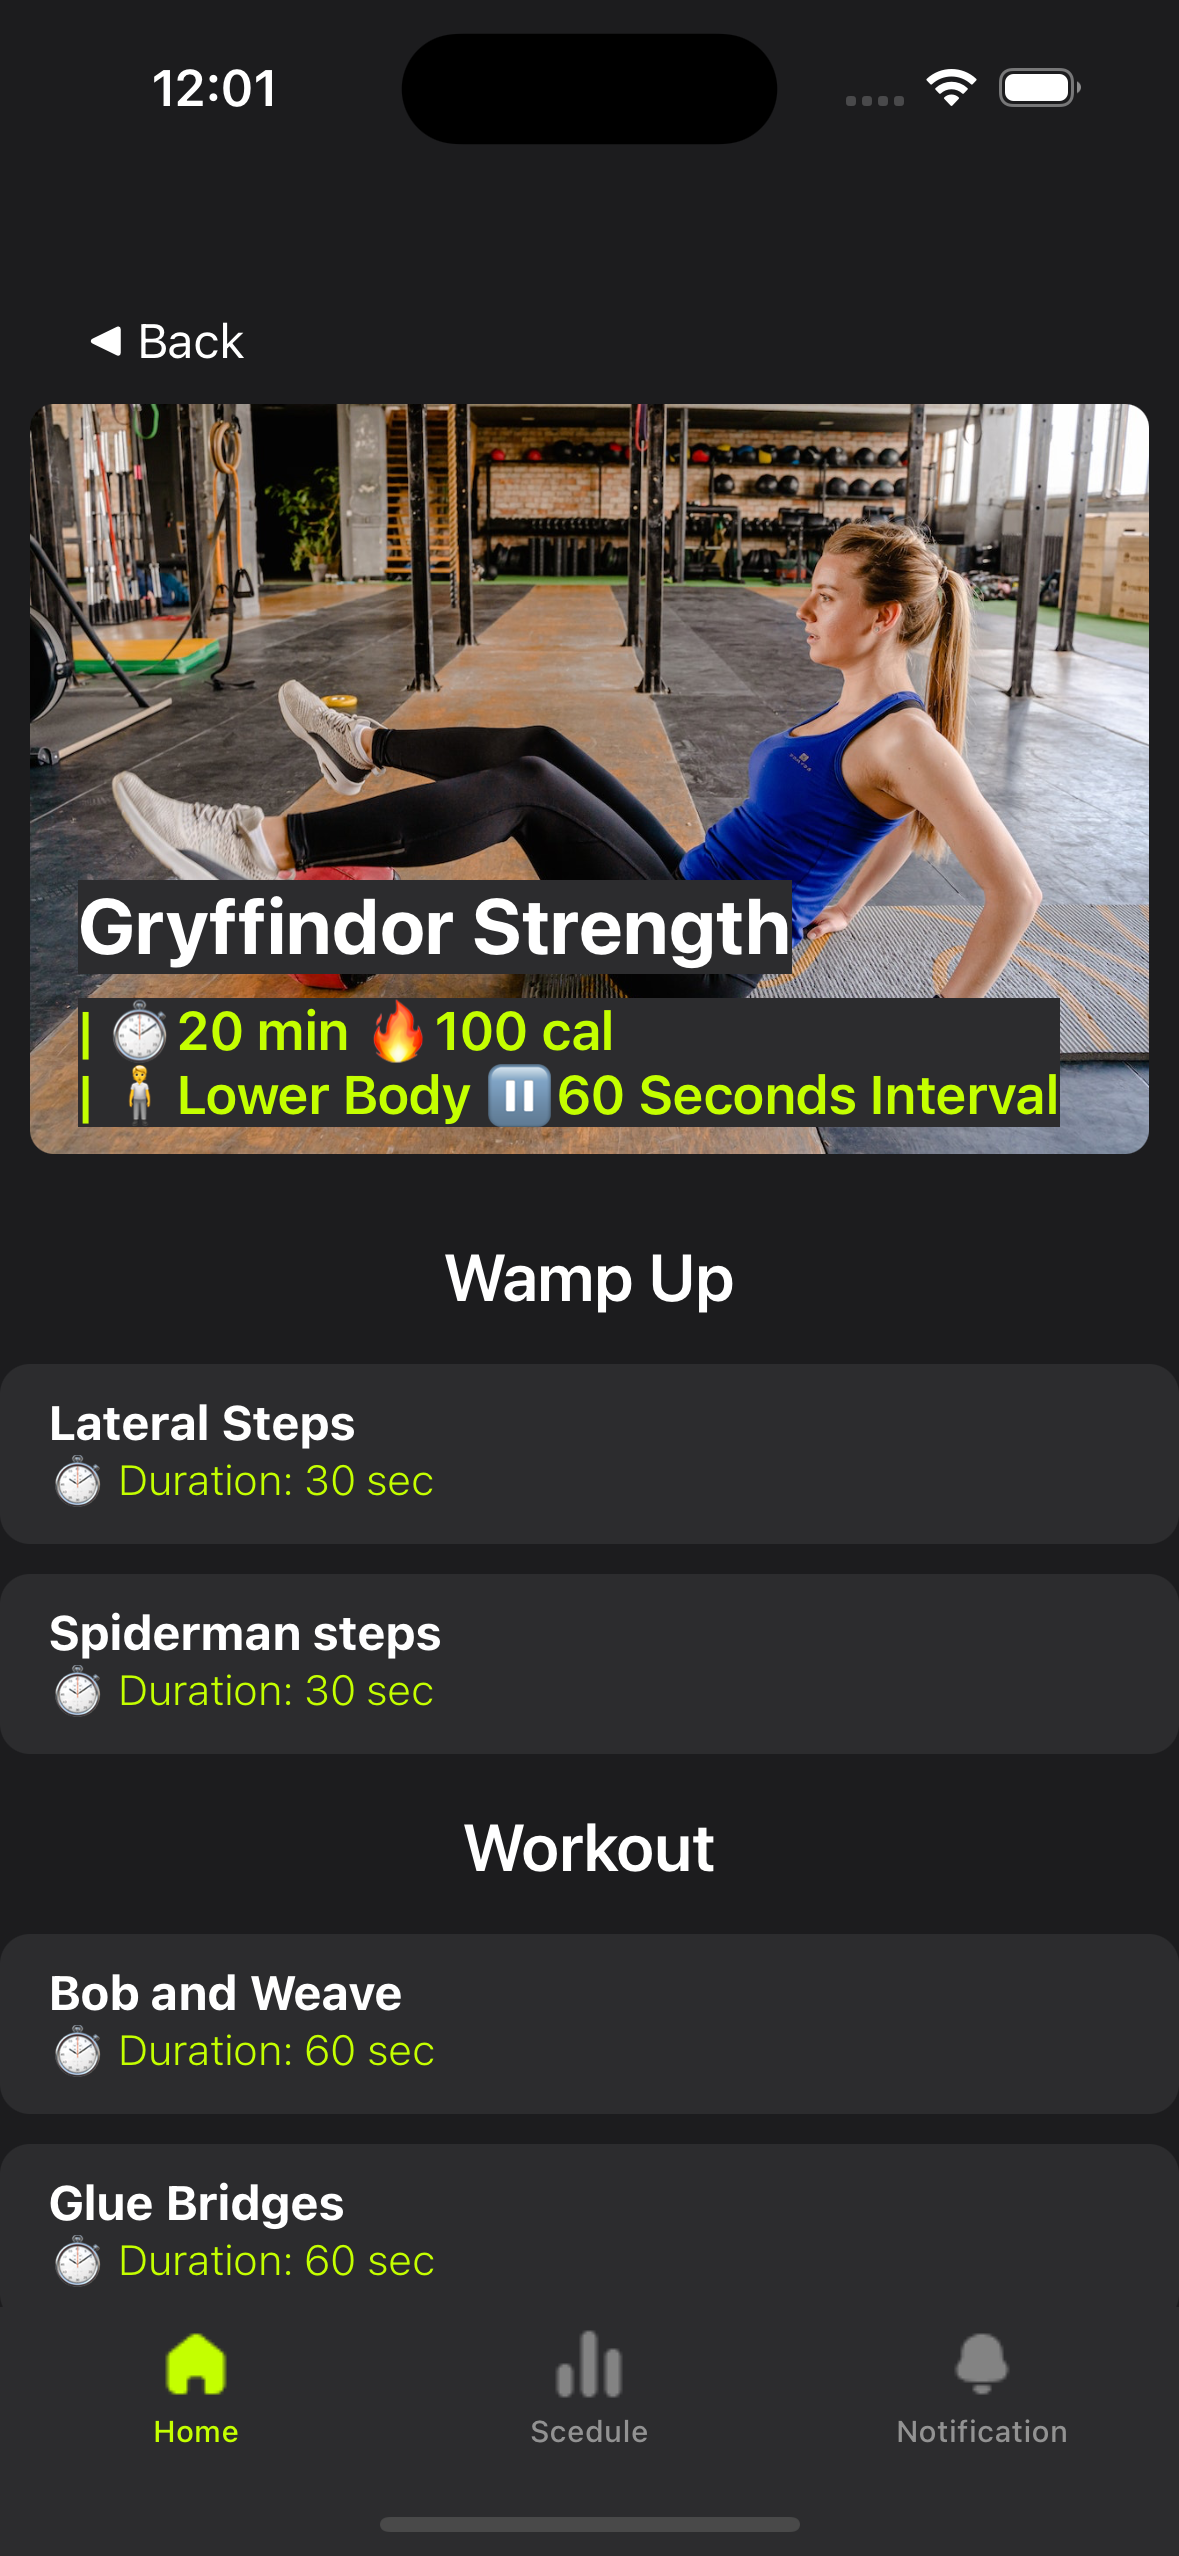 12:01
◀ Back
Gryffindor Strength
| ⏱️ 20 min 🔥 100 cal
| 🧍 Lower Body ⏸️ 60 Seconds Interval
Wamp Up
Lateral Steps
⏱️ Duration: 30 sec
Spiderman steps
⏱️ Duration: 30 sec
Workout
Bob and Weave
⏱️ Duration: 60 sec
Glue Bridges
⏱️ Duration: 60 sec
Home
Scedule
Notification